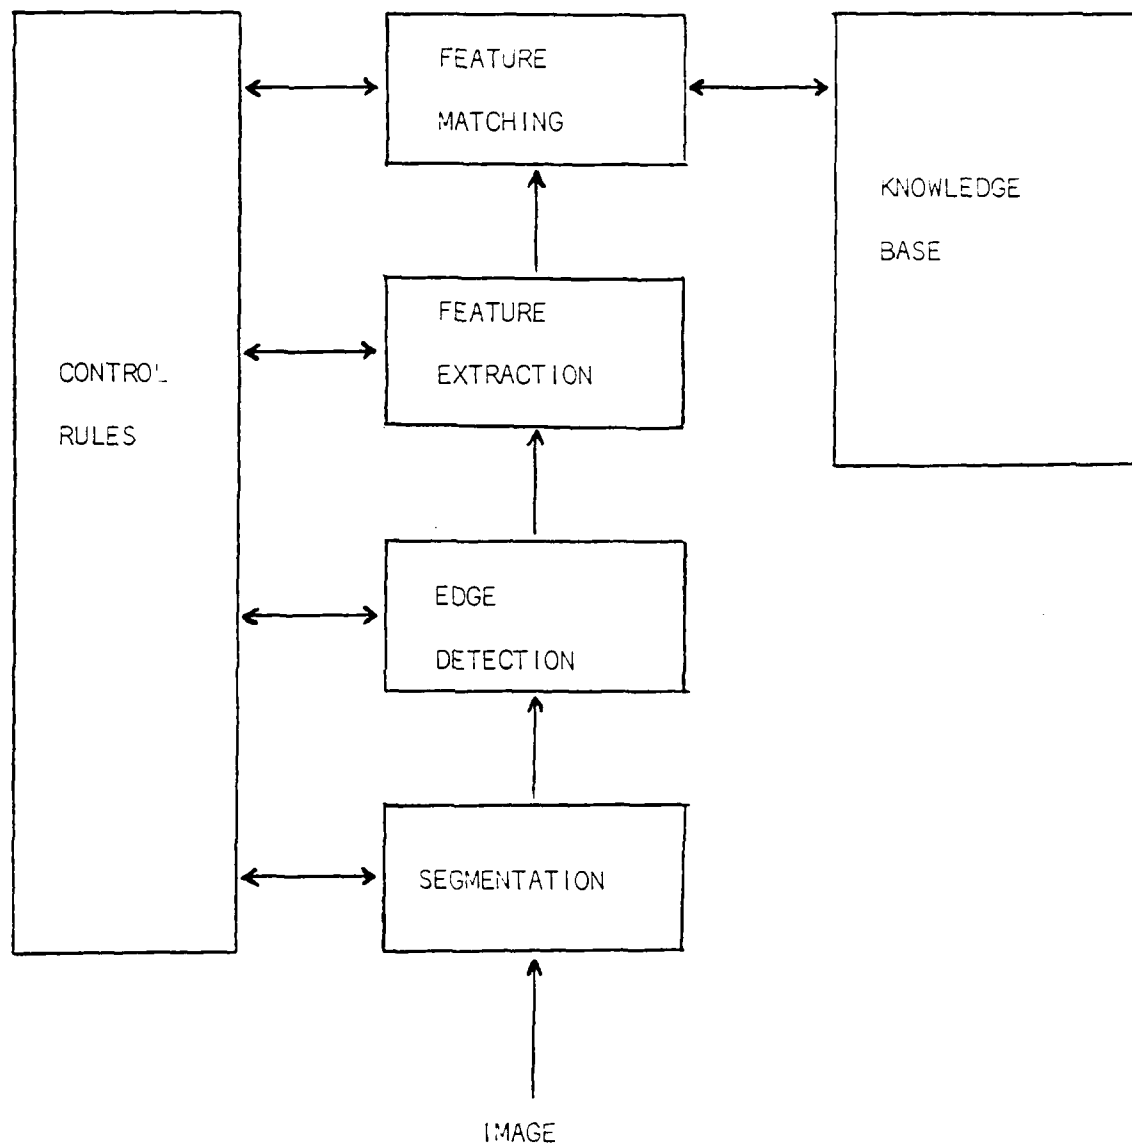 FEATURE
MATCHING
KNOWLEDGE
BASE
FEATURE
EXTRACTION
CONTROL
RULES
EDGE
DETECTION
SEGMENTATION
IMAGE